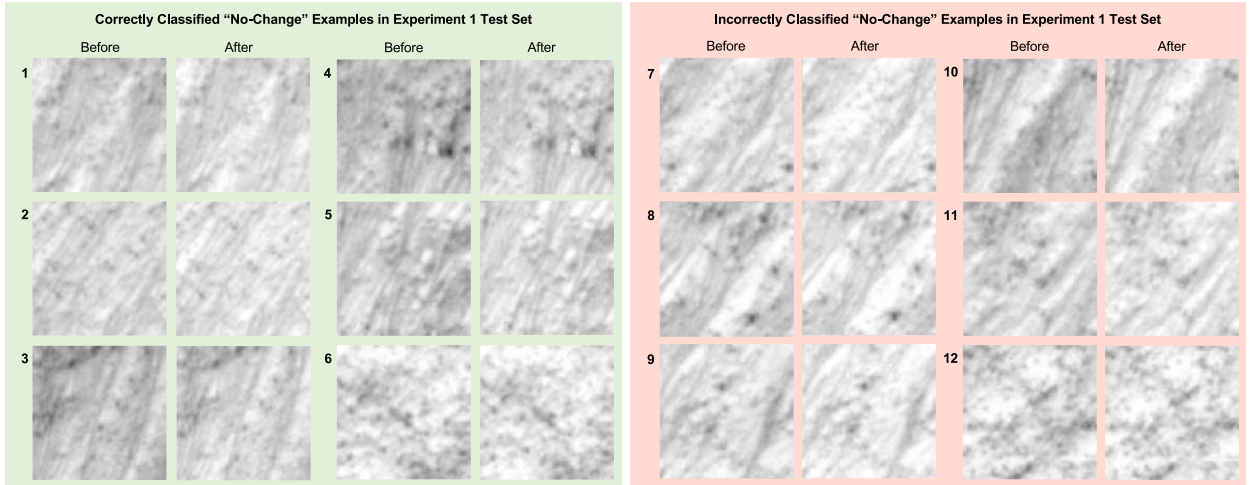 Correctly Classified “No-Change” Examples in Experiment 1 Test Set
Before After Before After
1 4
2 5
3 6
Incorrectly Classified “No-Change” Examples in Experiment 1 Test Set
Before After Before After
7 10
8 11
9 12